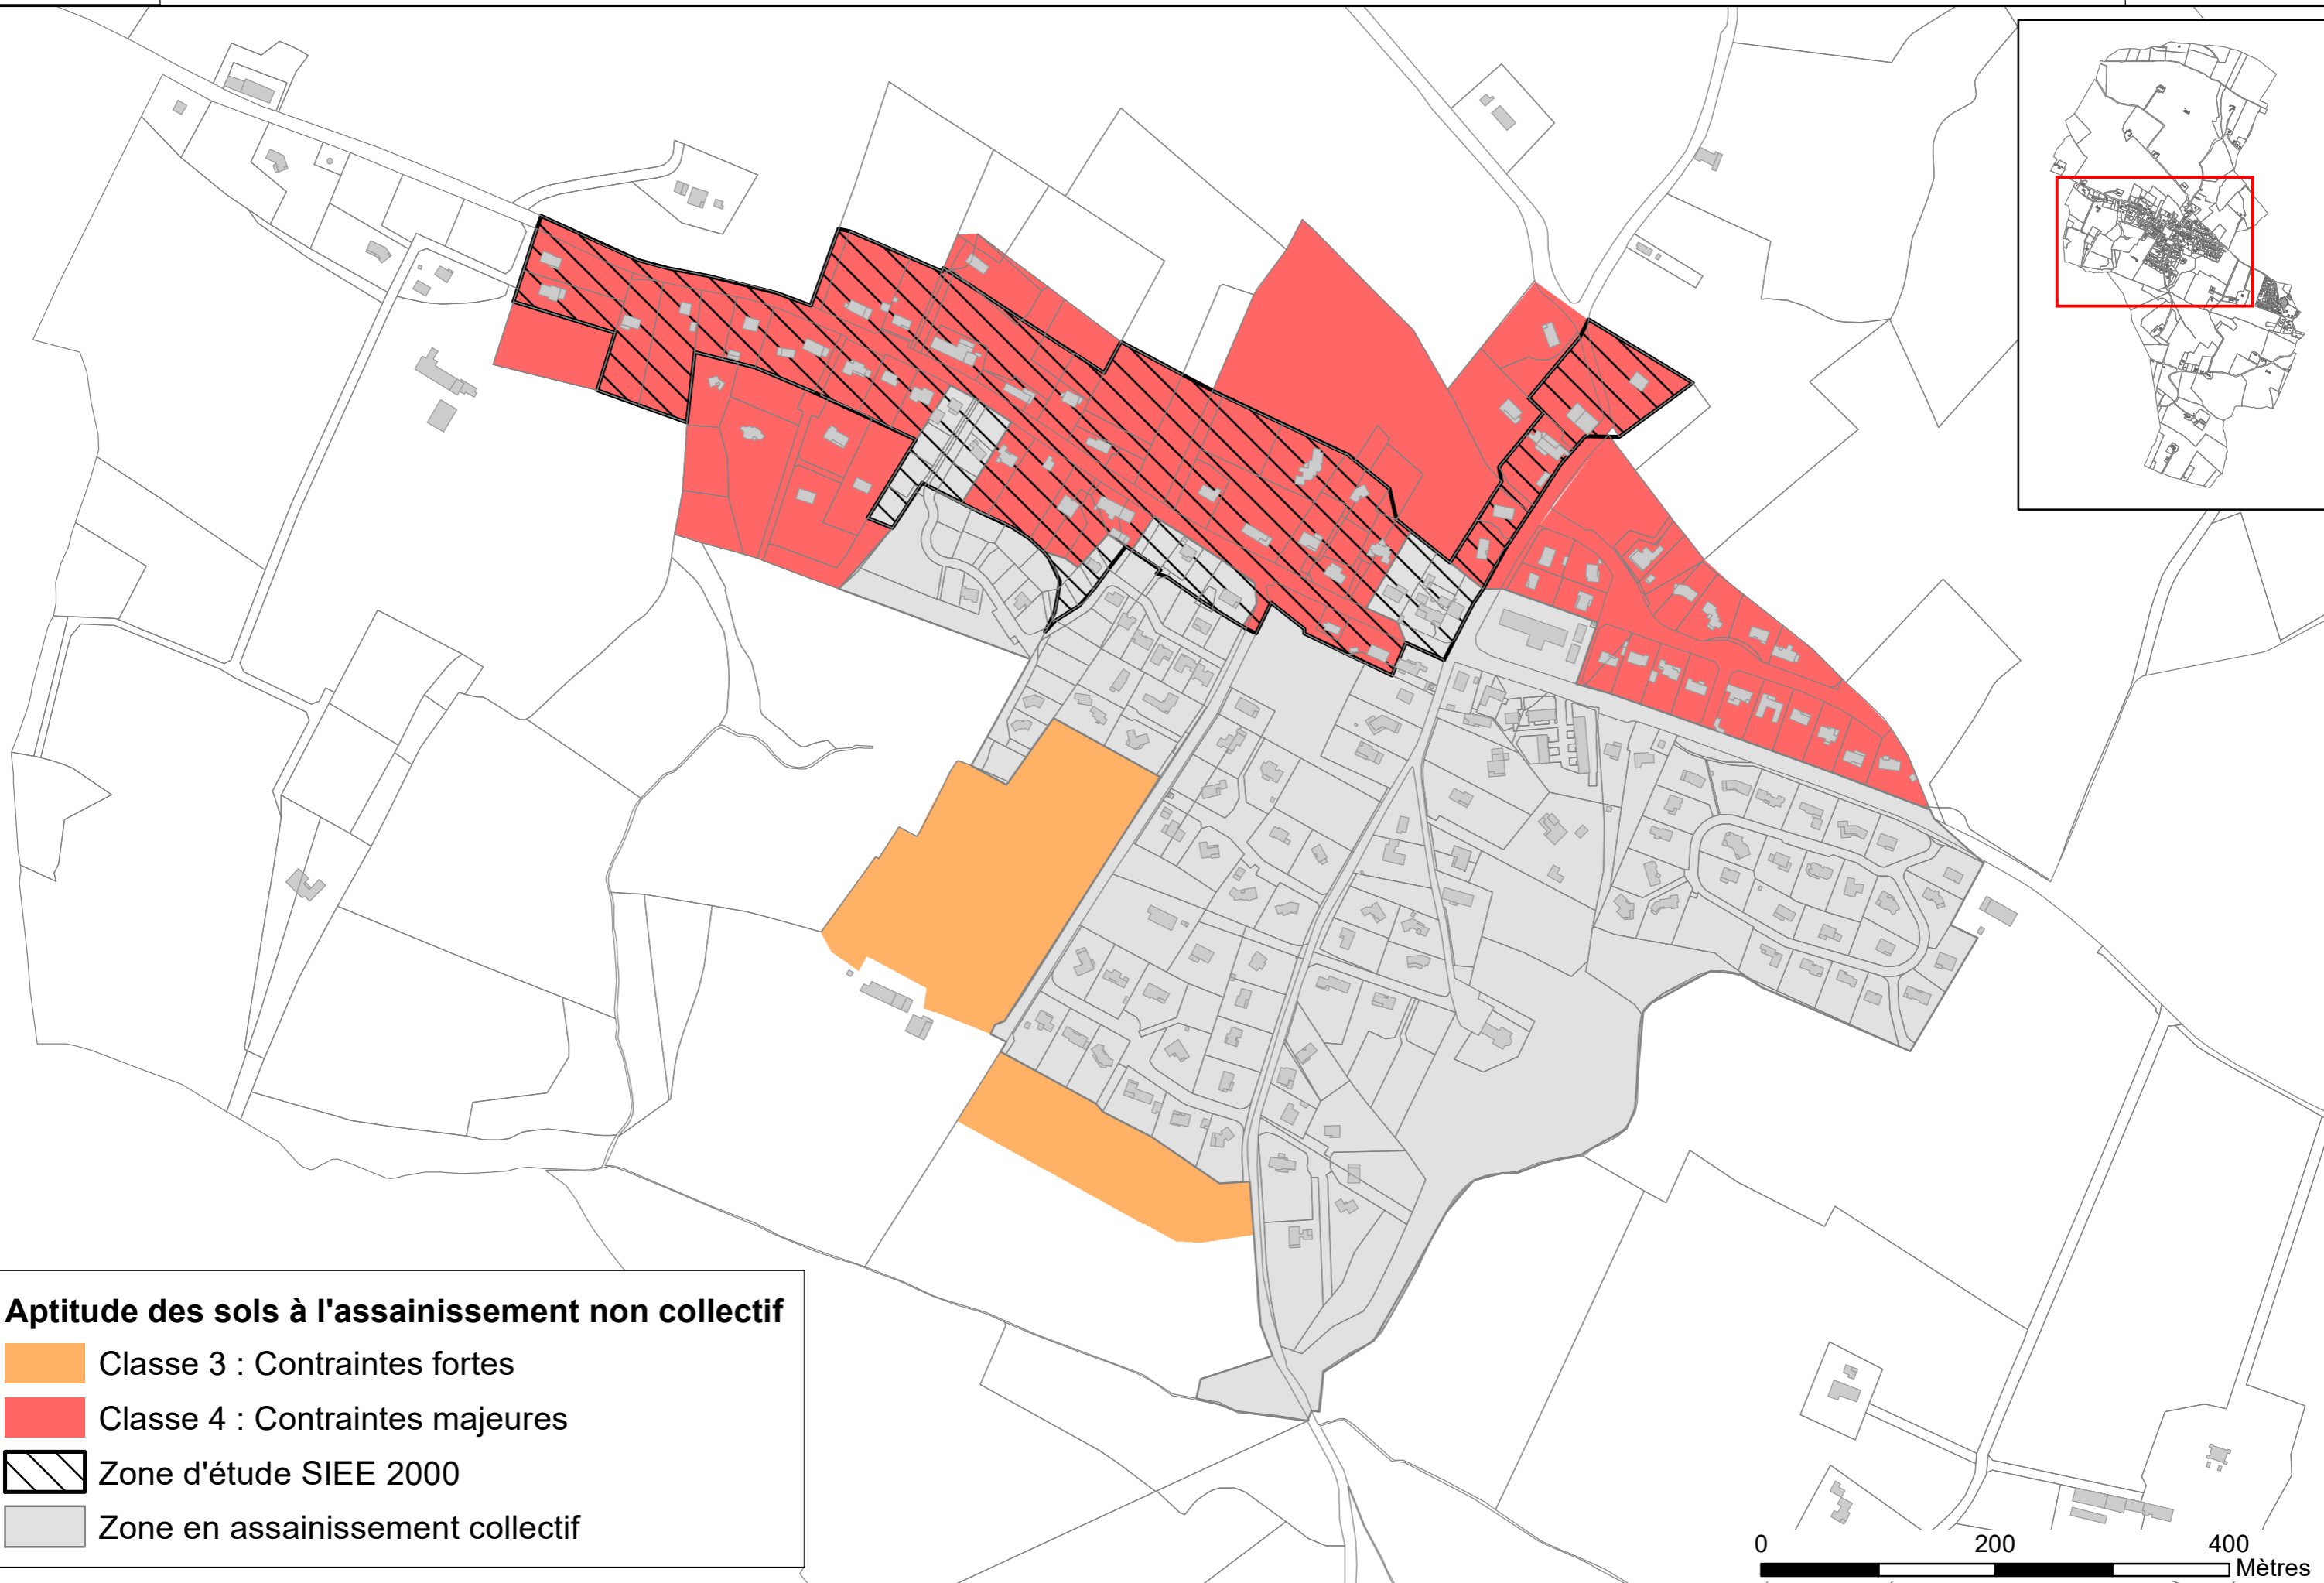 Aptitude des sols à l'assainissement non collectif
Classe 3 : Contraintes fortes
Classe 4 : Contraintes majeures
Zone d'étude SIEE 2000
Zone en assainissement collectif
0 200 400
Mètres